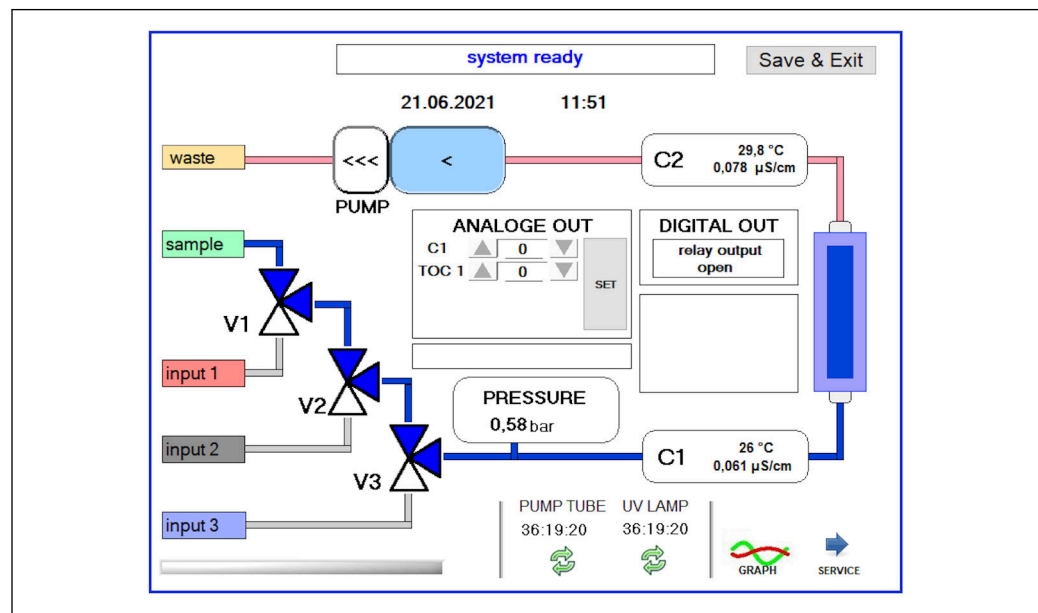 system ready
Save & Exit
21.06.2021 11:51
waste
<<<
<
C2
29,8 °C
0,078 µS/cm
PUMP
sample
ANALOGE OUT
C1 0
TOC 1 0
SET
DIGITAL OUT
relay output
open
V1
input 1
V2
PRESSURE
0,58 bar
input 2
V3
C1
26 °C
0,061 µS/cm
PUMP TUBE UV LAMP
36:19:20 36:19:20
input 3
GRAPH
SERVICE